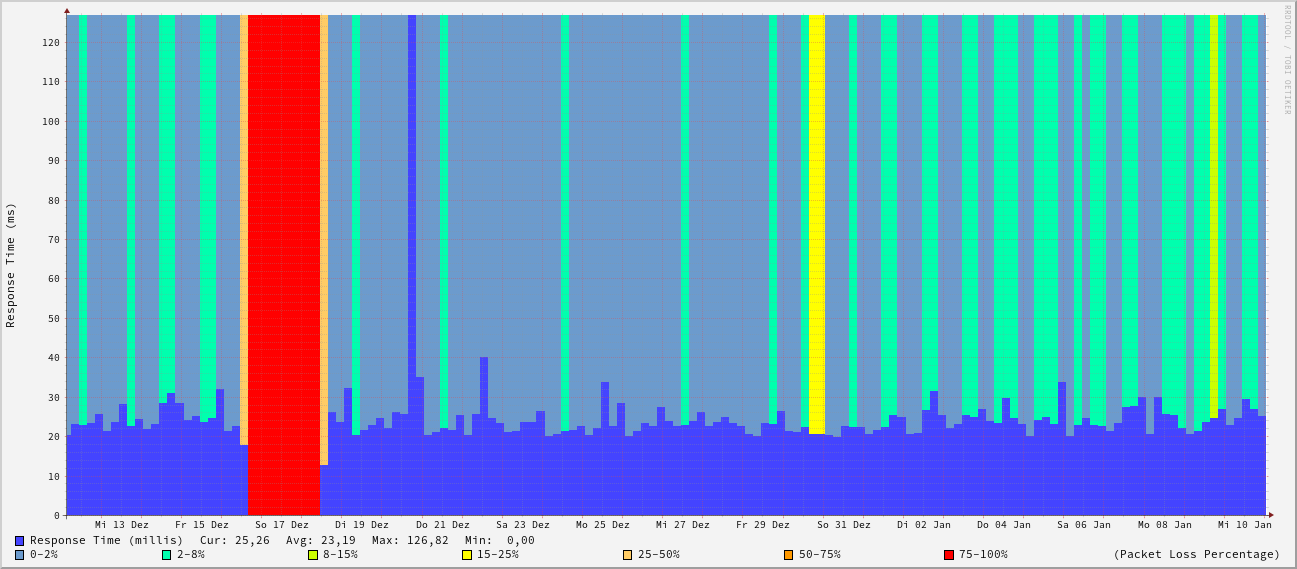 RRDTOOL / TOBI OETIKER
Response Time (ms)
120
110
100
90
80
70
60
50
40
30
20
10
0
Mi 13 Dez Fr 15 Dez So 17 Dez Di 19 Dez Do 21 Dez Sa 23 Dez Mo 25 Dez Mi 27 Dez Fr 29 Dez So 31 Dez Di 02 Jan Do 04 Jan Sa 06 Jan Mo 08 Jan Mi 10 Jan
Response Time (millis) Cur: 25,26 Avg: 23,19 Max: 126,82 Min: 0,00
0-2% 2-8% 8-15% 15-25% 25-50% 50-75% 75-100% (Packet Loss Percentage)